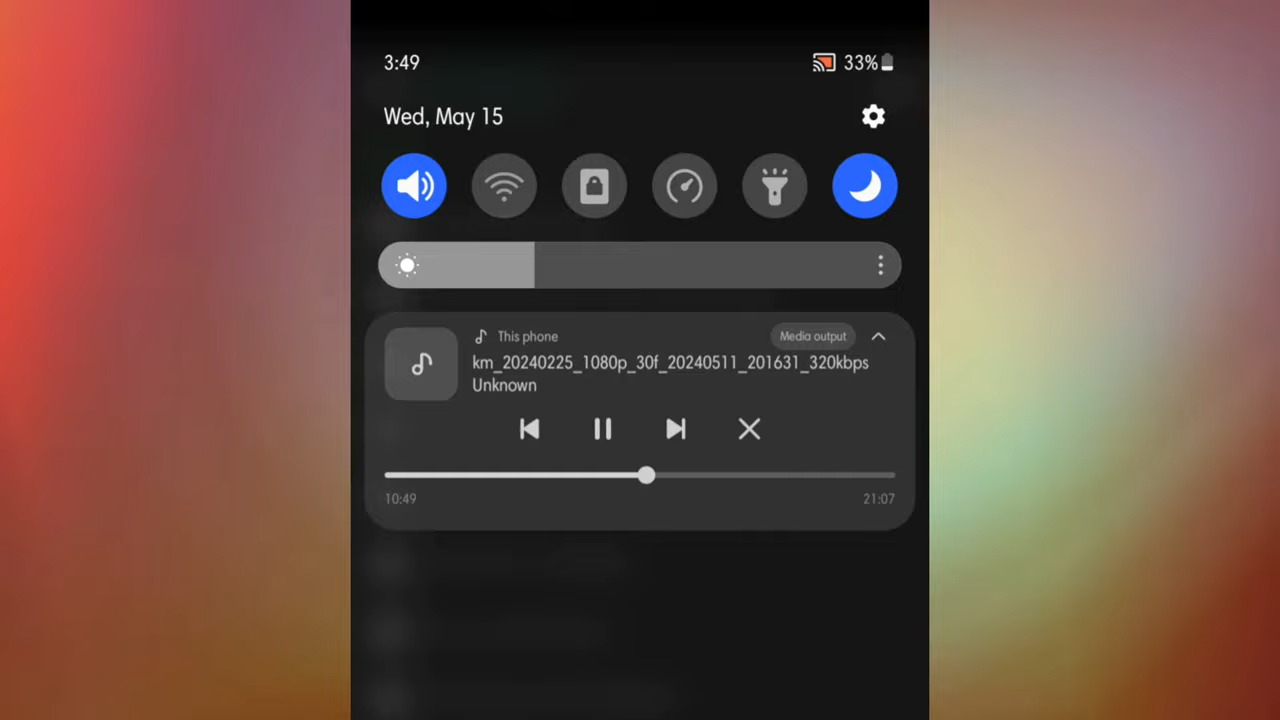 3:49
33%
Wed, May 15
This phone
Media output
km_20240225_1080p_30f_20240511_201631_320kbps
Unknown
10:49
21:07